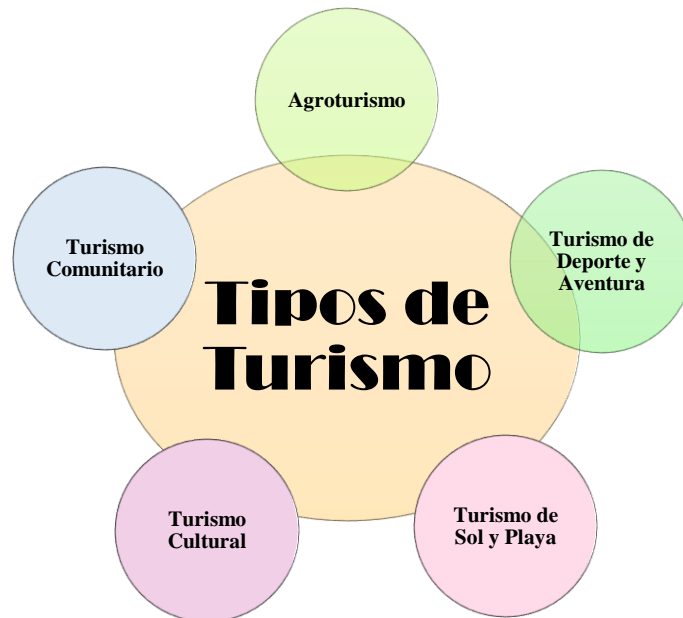 Agroturismo
Turismo
Comunitario
Turismo de
Deporte y
Aventura
Tipos de
Turismo
Turismo
Cultural
Turismo de
Sol y Playa